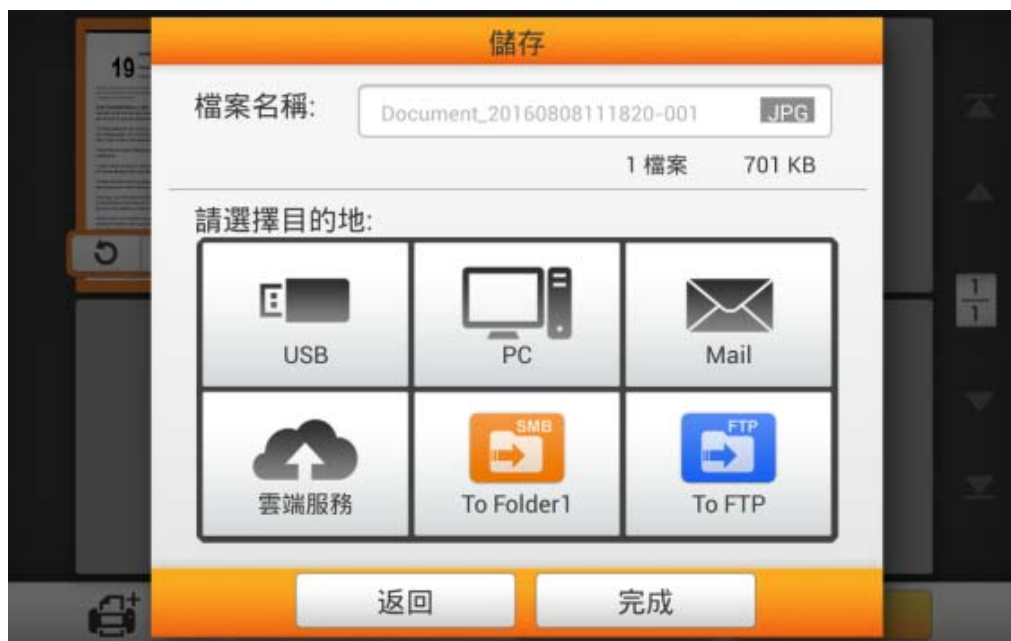 儲存
19
檔案名稱: Document_20160808111820-001 JPG
1 檔案 701 KB
請選擇目的地:
USB
PC
Mail
雲端服務
SMB
To Folder1
FTP
To FTP
1
1
返回
完成